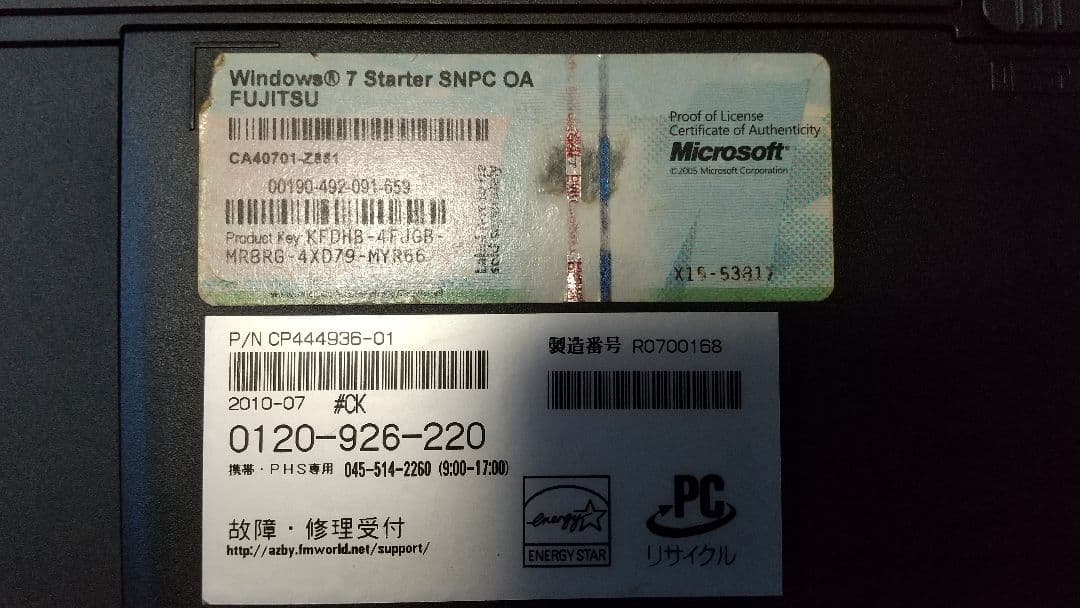 Windows® 7 Starter SNPC OA
FUJITSU
CA40701-Z881
00190-492-091-659
Product Key KFDHB-4FJGB-
MR8RG-4XD79-MYR66
Proof of License
Certificate of Authenticity
Microsoft®
©2005 Microsoft Corporation
X15-53817
P/N CP444936-01
2010-07 #CK
0120-926-220
携帯・PHS専用 045-514-2260 (9:00-17:00)
故障・修理受付
http://azby.fmworld.net/support/
製造番号 R0700168
energy
ENERGY STAR
PC
リサイクル